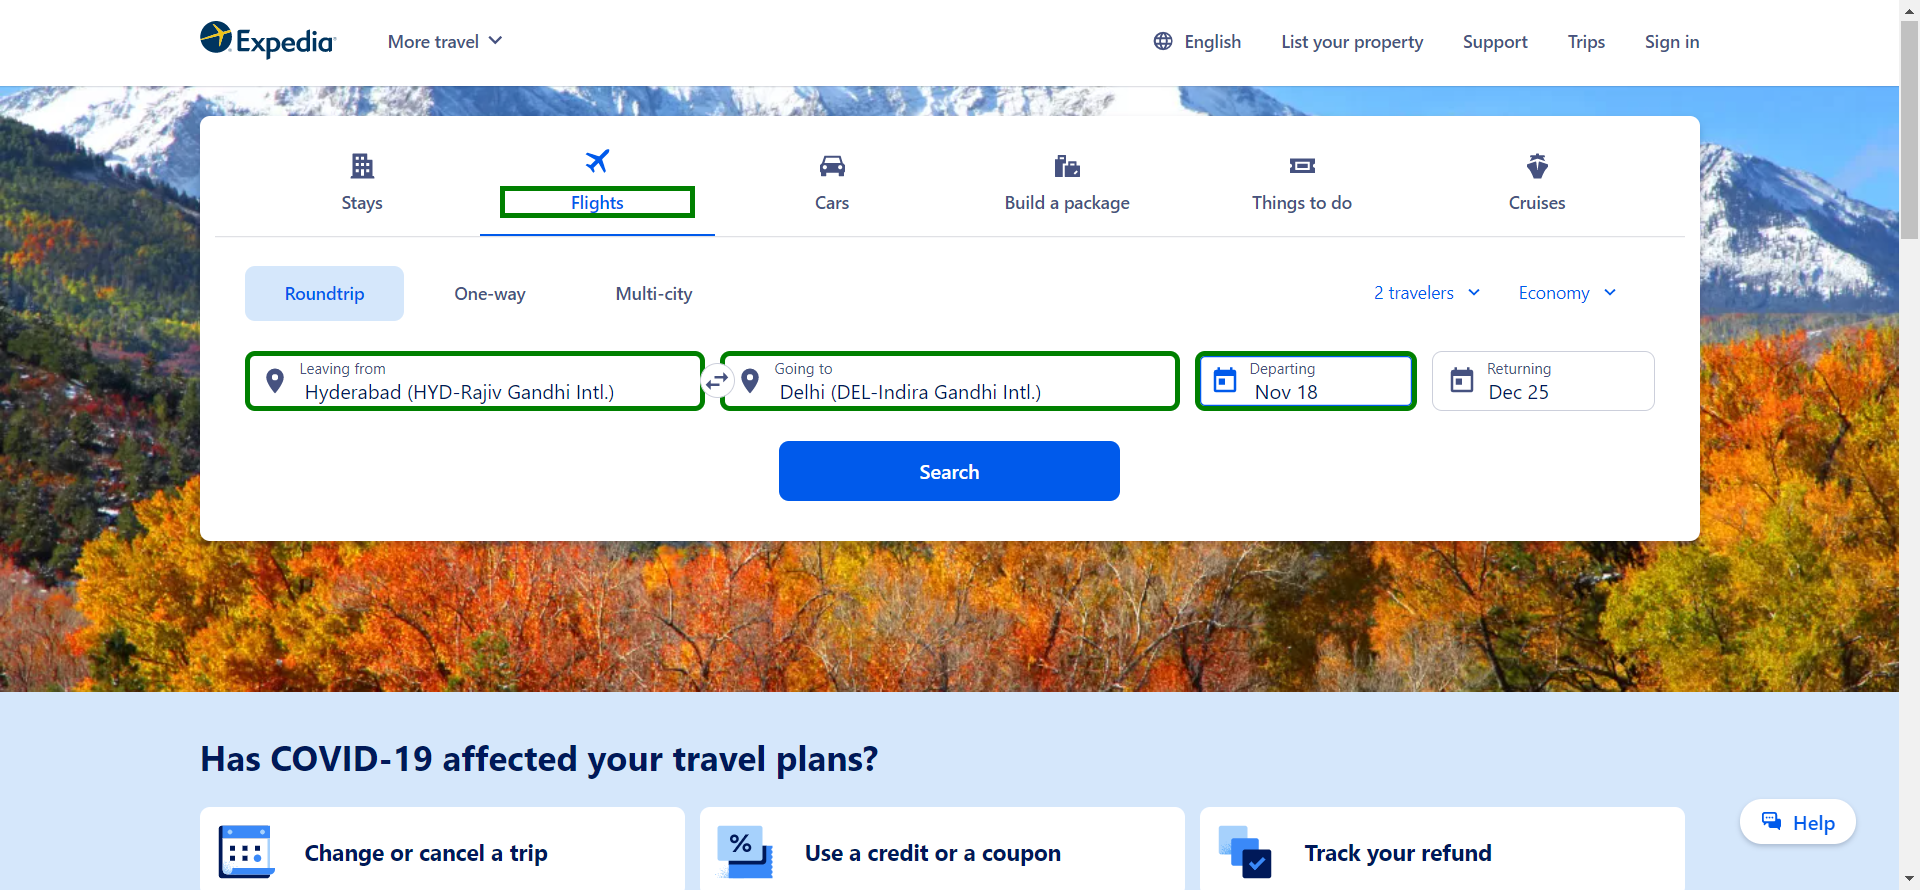 Expedia
More travel
English
List your property
Support
Trips
Sign in
Stays
Flights
Cars
Build a package
Things to do
Cruises
Roundtrip
One-way
Multi-city
2 travelers
Economy
Leaving from
Hyderabad (HYD-Rajiv Gandhi Intl.)
Going to
Delhi (DEL-Indira Gandhi Intl.)
Departing
Nov 18
Returning
Dec 25
Search
Has COVID-19 affected your travel plans?
Change or cancel a trip
%
Use a credit or a coupon
Track your refund
Help